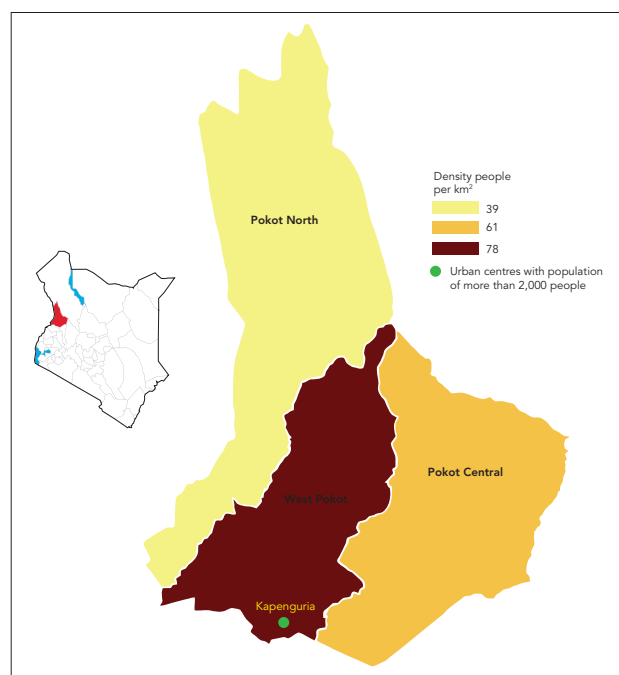 Pokot North
Density people
per km²
39
61
78
Urban centres with population
of more than 2,000 people
Pokot Central
West Pokot
Kapenguria